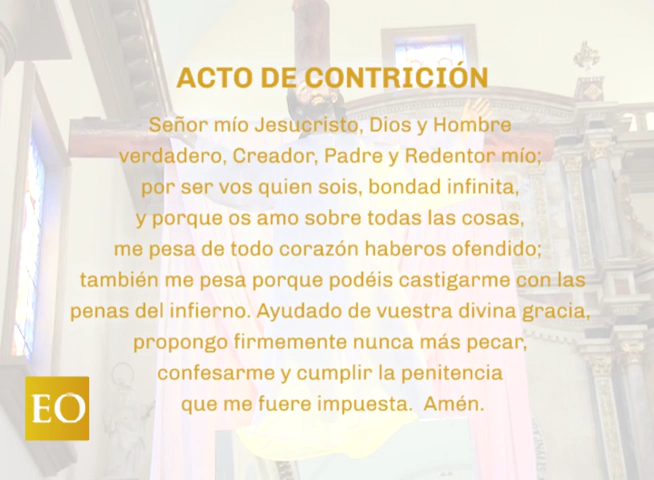 ACTO DE CONTRICIÓN
Señor mío Jesucristo, Dios y Hombre
verdadero, Creador, Padre y Redentor mío;
por ser vos quien sois, bondad infinita,
y porque os amo sobre todas las cosas,
me pesa de todo corazón haberos ofendido;
también me pesa porque podéis castigarme con las
penas del infierno. Ayudado de vuestra divina gracia,
propongo firmemente nunca más pecar,
confesarme y cumplir la penitencia
que me fuere impuesta. Amén.
EO